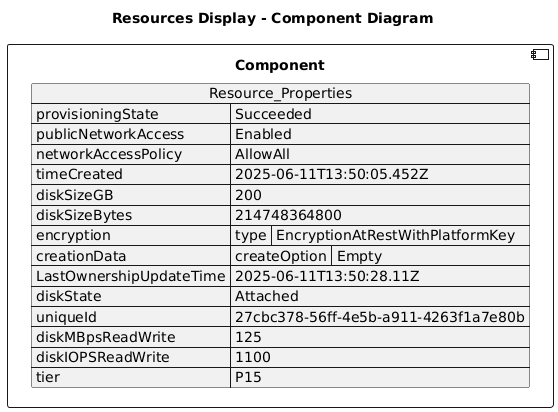 Resources Display - Component Diagram
Component
Resource_Properties
provisioningState Succeeded
publicNetworkAccess Enabled
networkAccessPolicy AllowAll
timeCreated 2025-06-11T13:50:05.452Z
diskSizeGB 200
diskSizeBytes 214748364800
encryption type EncryptionAtRestWithPlatformKey
creationData createOption Empty
LastOwnershipUpdateTime 2025-06-11T13:50:28.11Z
diskState Attached
uniqueId 27cbc378-56ff-4e5b-a911-4263f1a7e80b
diskMBpsReadWrite 125
diskIOPSReadWrite 1100
tier P15